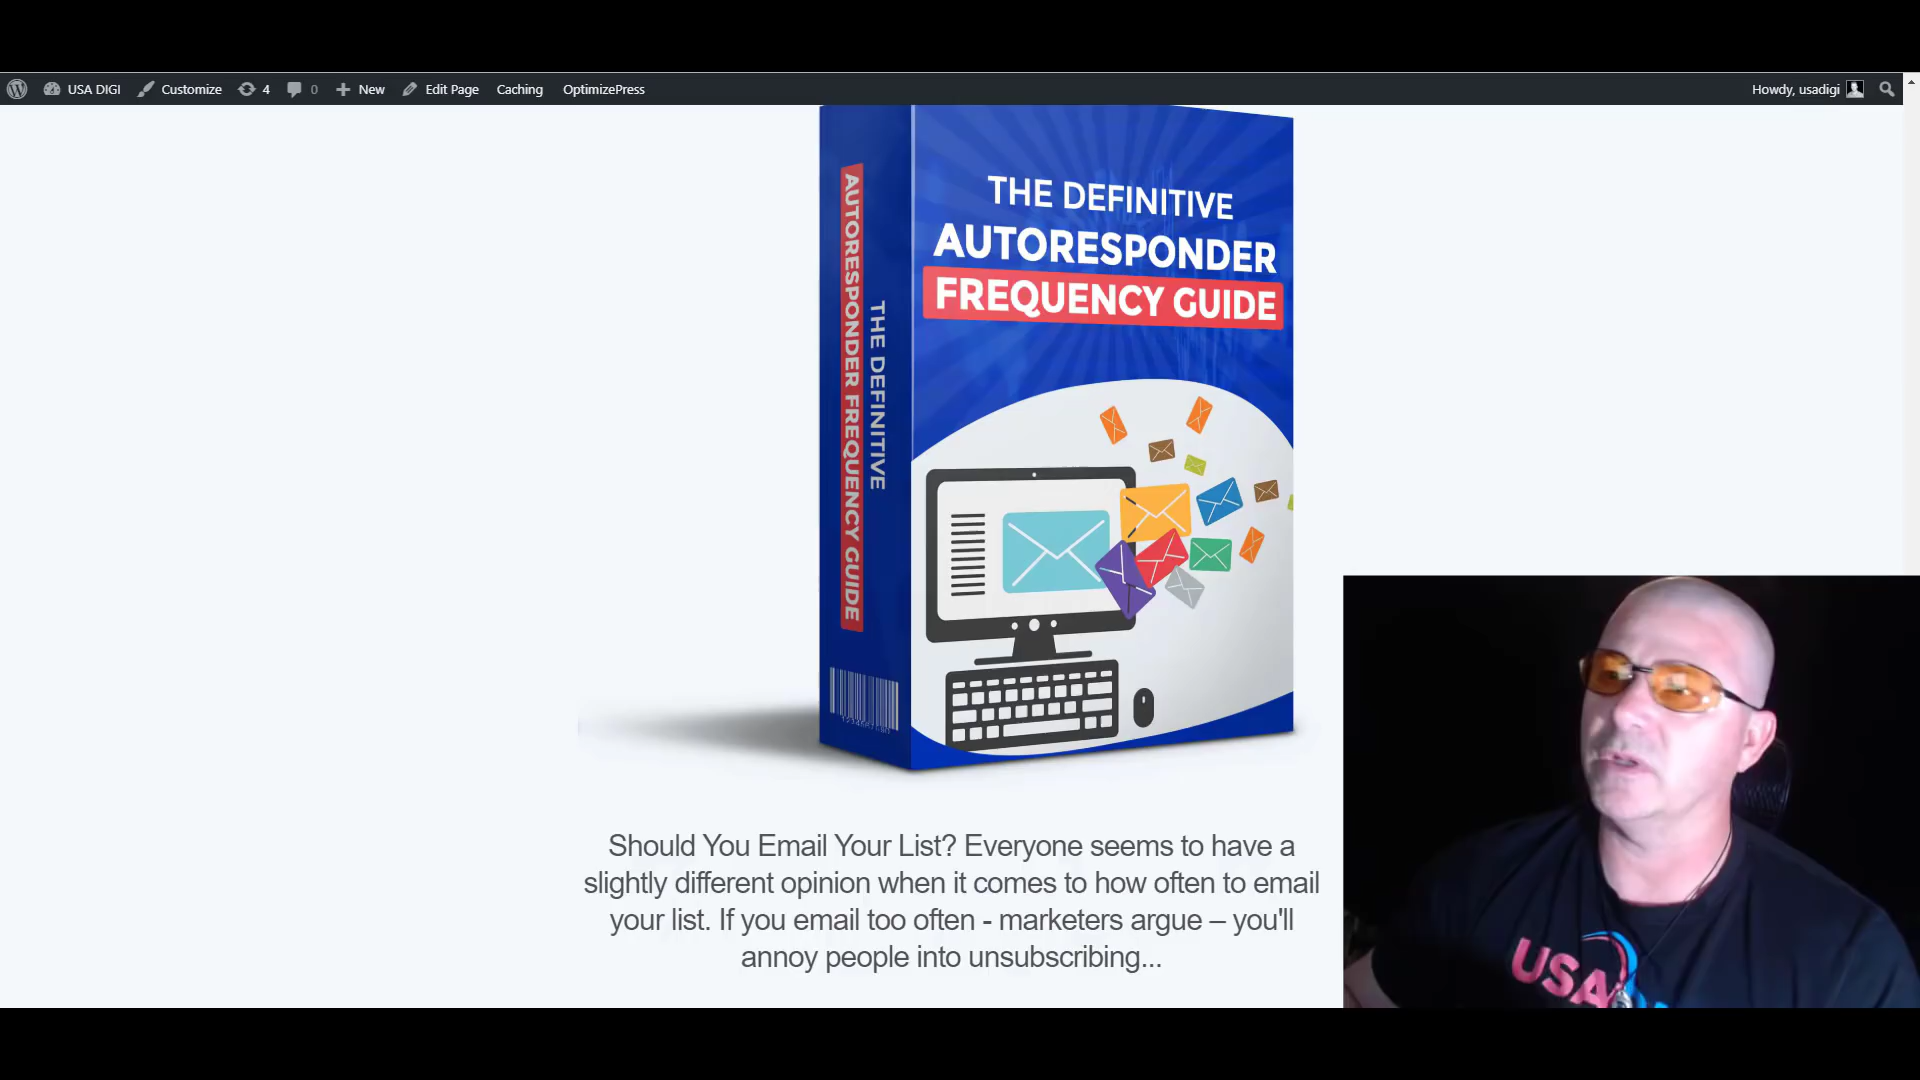 USA DIGI Customize 4 0 New Edit Page Caching OptimizePress Howdy, usadigi
THE DEFINITIVE
AUTORESPONDER
FREQUENCY GUIDE
THE DEFINITIVE
AUTORESPONDER FREQUENCY GUIDE
Should You Email Your List? Everyone seems to have a
slightly different opinion when it comes to how often to email
your list. If you email too often - marketers argue – you'll
annoy people into unsubscribing...
USA